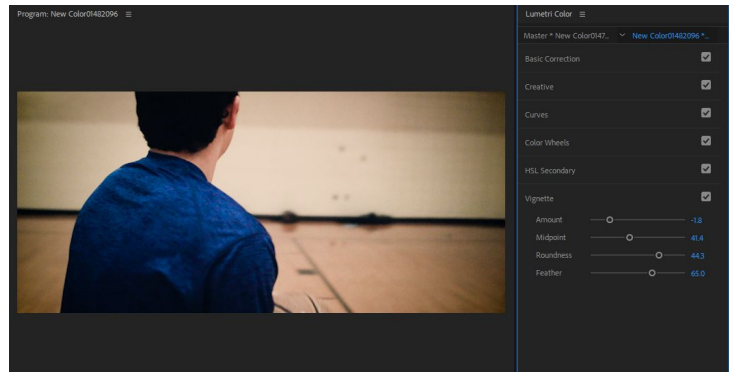 Program: New Color01482096
Lumetri Color
Master * New Color0147... New Color01482096 *...
Basic Correction
Creative
Curves
Color Wheels
HSL Secondary
Vignette
Amount -1.8
Midpoint 41.4
Roundness 44.3
Feather 65.0